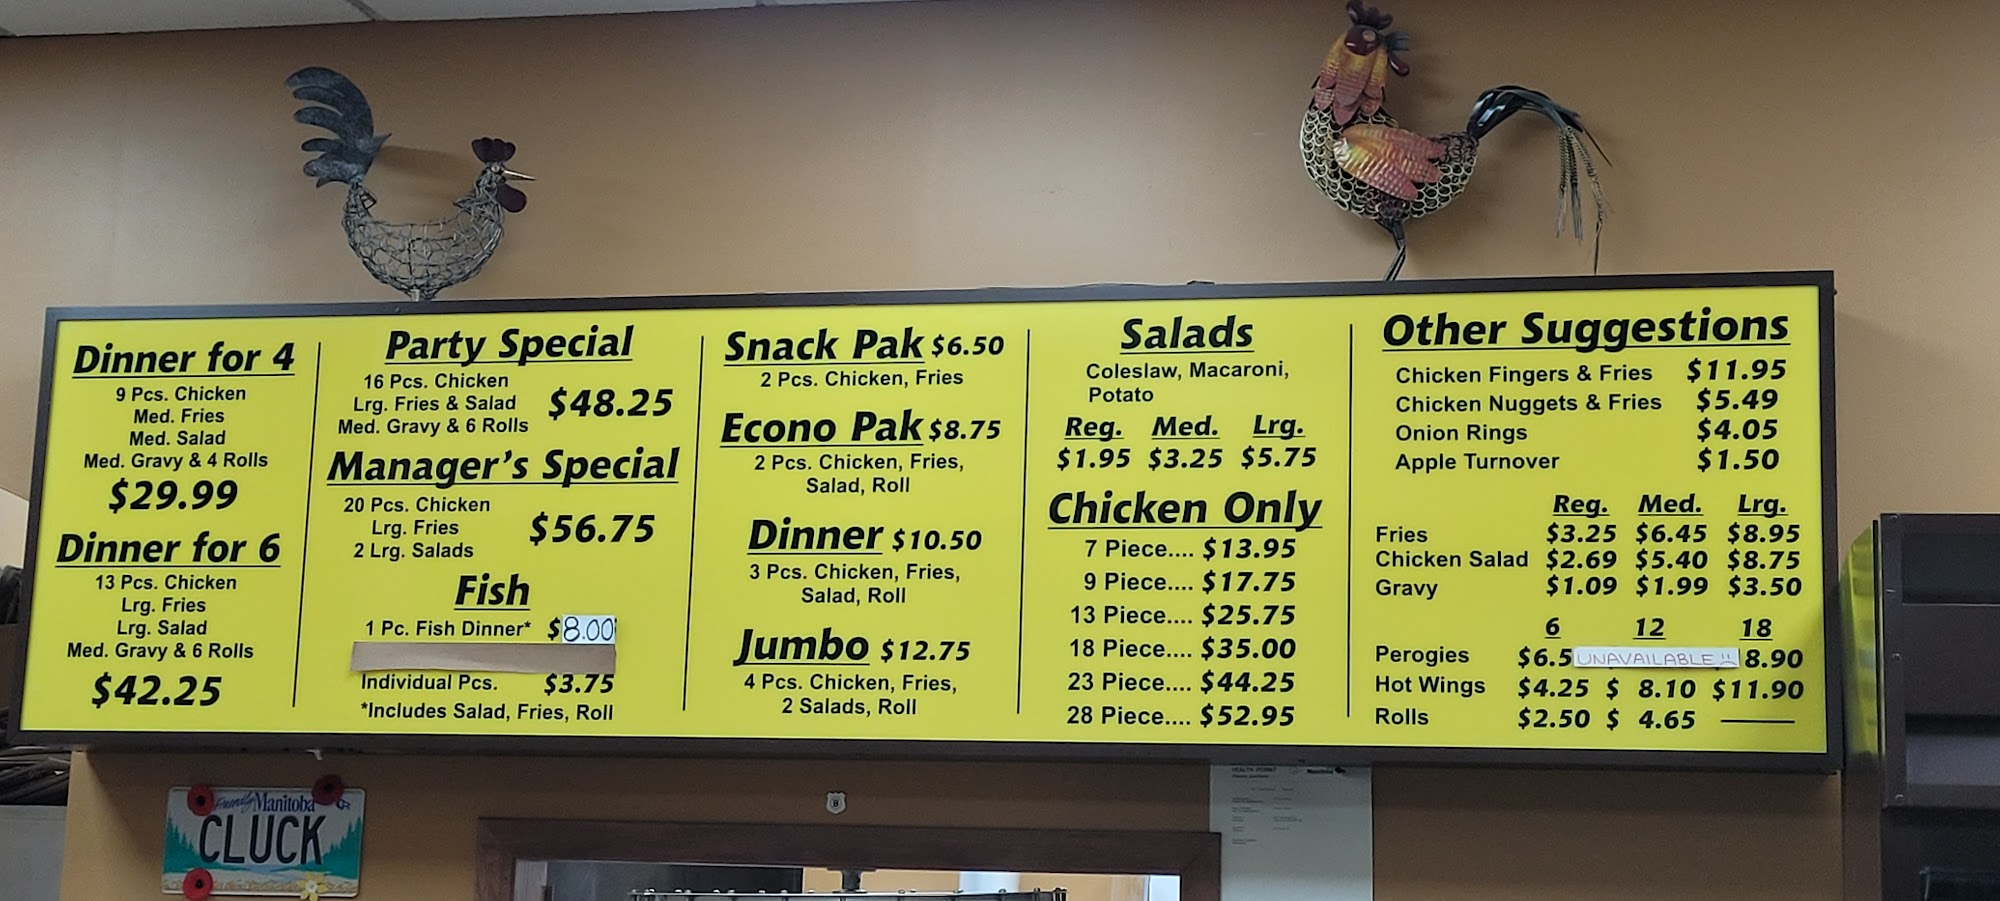 Dinner for 4
9 Pcs. Chicken
Med. Fries
Med. Salad
Med. Gravy & 4 Rolls
$29.99
Dinner for 6
13 Pcs. Chicken
Lrg. Fries
Lrg. Salad
Med. Gravy & 6 Rolls
$42.25
Party Special
16 Pcs. Chicken
Lrg. Fries & Salad $48.25
Med. Gravy & 6 Rolls
Manager's Special
20 Pcs. Chicken
Lrg. Fries $56.75
2 Lrg. Salads
Fish
1 Pc. Fish Dinner* $8.00
Individual Pcs. $3.75
*Includes Salad, Fries, Roll
Snack Pak $6.50
2 Pcs. Chicken, Fries
Econo Pak $8.75
2 Pcs. Chicken, Fries,
Salad, Roll
Dinner $10.50
3 Pcs. Chicken, Fries,
Salad, Roll
Jumbo $12.75
4 Pcs. Chicken, Fries,
2 Salads, Roll
Salads
Coleslaw, Macaroni,
Potato
Reg. Med. Lrg.
$1.95 $3.25 $5.75
Chicken Only
7 Piece.... $13.95
9 Piece.... $17.75
13 Piece.... $25.75
18 Piece.... $35.00
23 Piece.... $44.25
28 Piece.... $52.95
Other Suggestions
Chicken Fingers & Fries $11.95
Chicken Nuggets & Fries $5.49
Onion Rings $4.05
Apple Turnover $1.50
Reg. Med. Lrg.
Fries $3.25 $6.45 $8.95
Chicken Salad $2.69 $5.40 $8.75
Gravy $1.09 $1.99 $3.50
6 12 18
Perogies $6.5 UNAVAILABLE 8.90
Hot Wings $4.25 $ 8.10 $11.90
Rolls $2.50 $ 4.65
Friendly Manitoba
CLUCK
HEALTH PERMIT
Manitoba